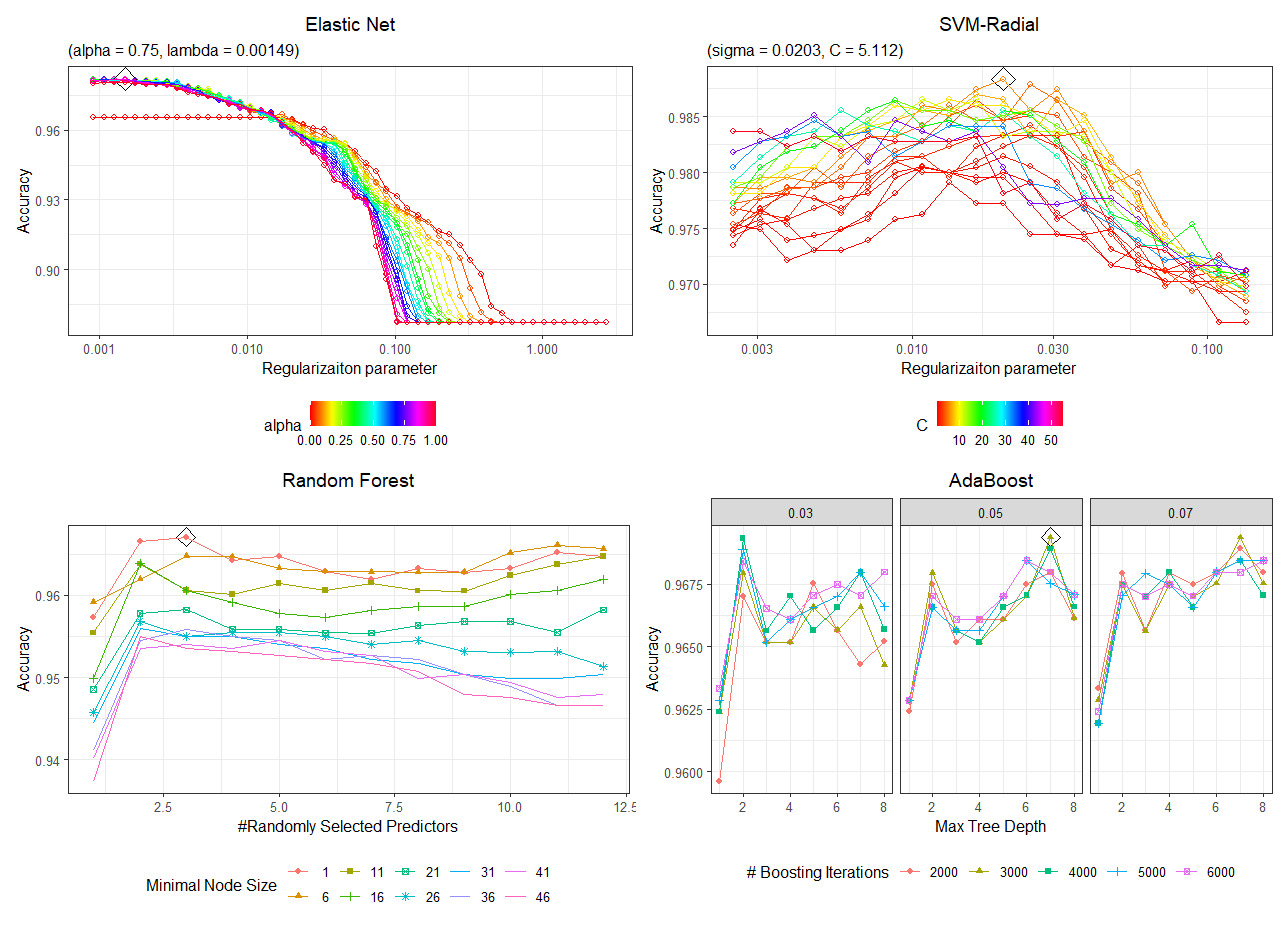 Elastic Net
(alpha = 0.75, lambda = 0.00149)
Accuracy
0.96
0.93
0.90
0.001 0.010 0.100 1.000
Regularizaiton parameter
alpha
0.00 0.25 0.50 0.75 1.00
SVM-Radial
(sigma = 0.0203, C = 5.112)
Accuracy
0.985
0.980
0.975
0.970
0.003 0.010 0.030 0.100
Regularizaiton parameter
C
10 20 30 40 50
Random Forest
Accuracy
0.96
0.95
0.94
2.5 5.0 7.5 10.0 12.5
#Randomly Selected Predictors
Minimal Node Size
1 11 21 31 41
6 16 26 36 46
AdaBoost
0.03 0.05 0.07
Accuracy
0.9675
0.9650
0.9625
0.9600
2 4 6 8 2 4 6 8 2 4 6 8
Max Tree Depth
# Boosting Iterations 2000 3000 4000 5000 6000